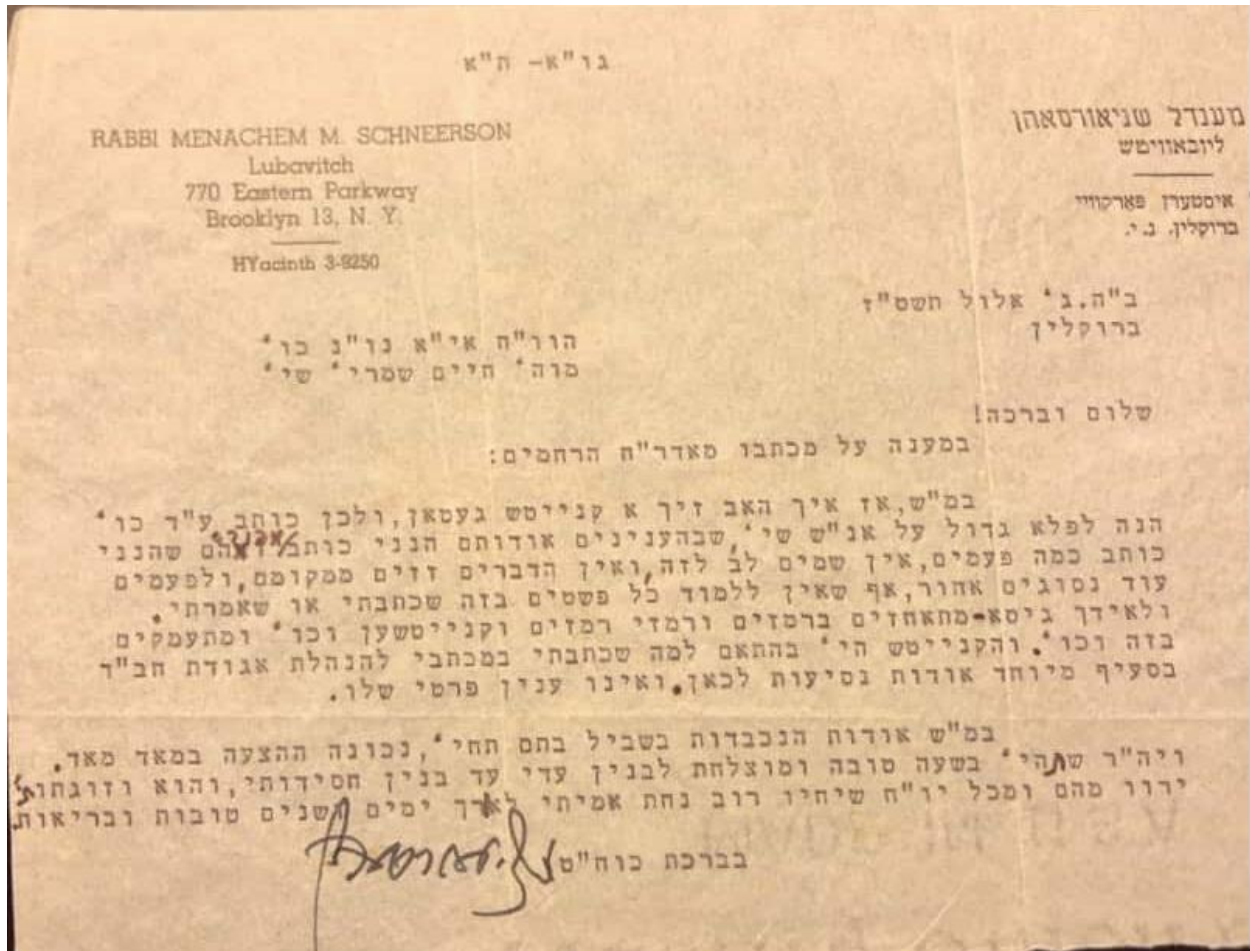 גו"א- ת"א
RABBI MENACHEM M. SCHNEERSON
Lubavitch
770 Eastern Parkway
Brooklyn 13, N. Y.
HYacinth 3-9250
מענדל שניאורסאהן
ליובאוויטש
איסטערן פארקוויי
ברוקלין, נ.י.
ב"ה.ג' אלול תשט"ז
ברוקלין
הוו"ח אי"א נו"נ כו'
מוה' חיים שמרי' שי'
שלום וברכה!
במענה על מכתבו מאדר"ח הרחמים:
במ"ש,אז איך האב זיך א קנייטש געטאן,ולכן כותב ע"ד כו'
הנה לפלא גדול על אנ"ש שי',שבהענינים אודותם הנני כותב שהנני
כותב כמה פעמים,אין שמים לב לזה,ואין הדברים זזים ממקומם,ולפעמים
עוד נסוגים אחור,אף שאין ללמוד כל פשטים בזה שכתבתי או שאמרתי.
ולאידך גיסא-מתאחזים ברמזים ורמזי רמזים וקנייטשען וכו' ומתעמקים
בזה וכו'. והקנייטש הי' בהתאם למה שכתבתי במכתבי להנהלת אגודת חב"ד
בסעיף מיוחד אודות נסיעות לכאן.ואינו ענין פרטי שלו.
במ"ש אודות הנכבדות בשביל בתם תחי',נכונה ההצעה במאד מאד.
ויה"ר שתהי' בשעה טובה ומוצלחת לבנין עדי עד בנין חסידותי,והוא וזוגתו
ירוו מהם ומכל יו"ח שיחיו רוב נחת אמיתי לארך ימים ושנים טובות ובריאות.
בברכת כוח"ט